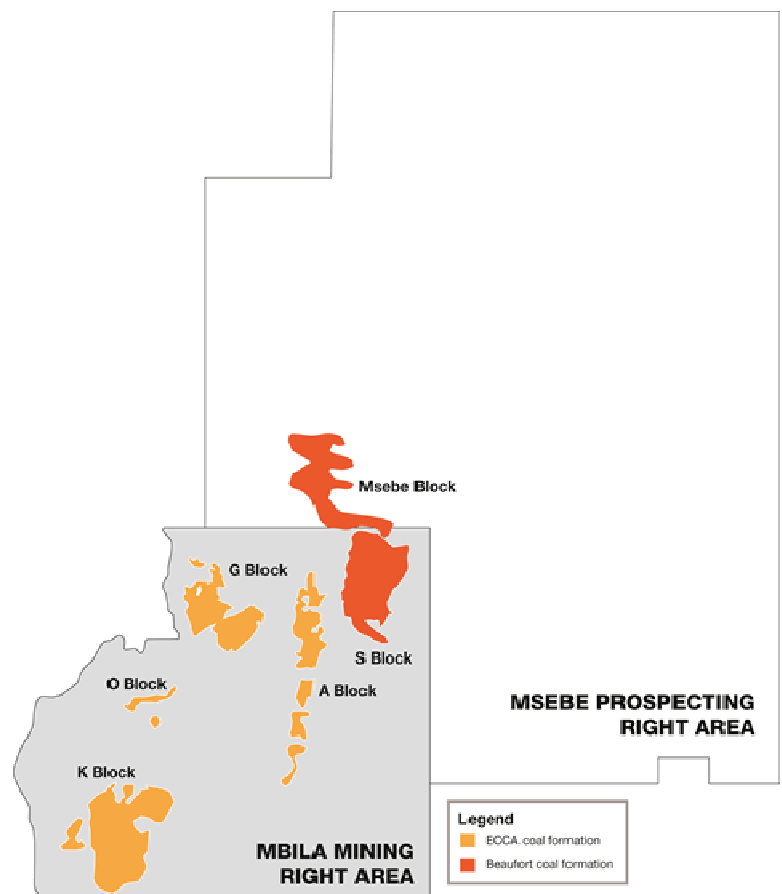 Msebe Block
G Block
S Block
O Block
A Block
MSEBE PROSPECTING
RIGHT AREA
K Block
Legend
ECCA coal formation
Beaufort coal formation
MBILA MINING
RIGHT AREA